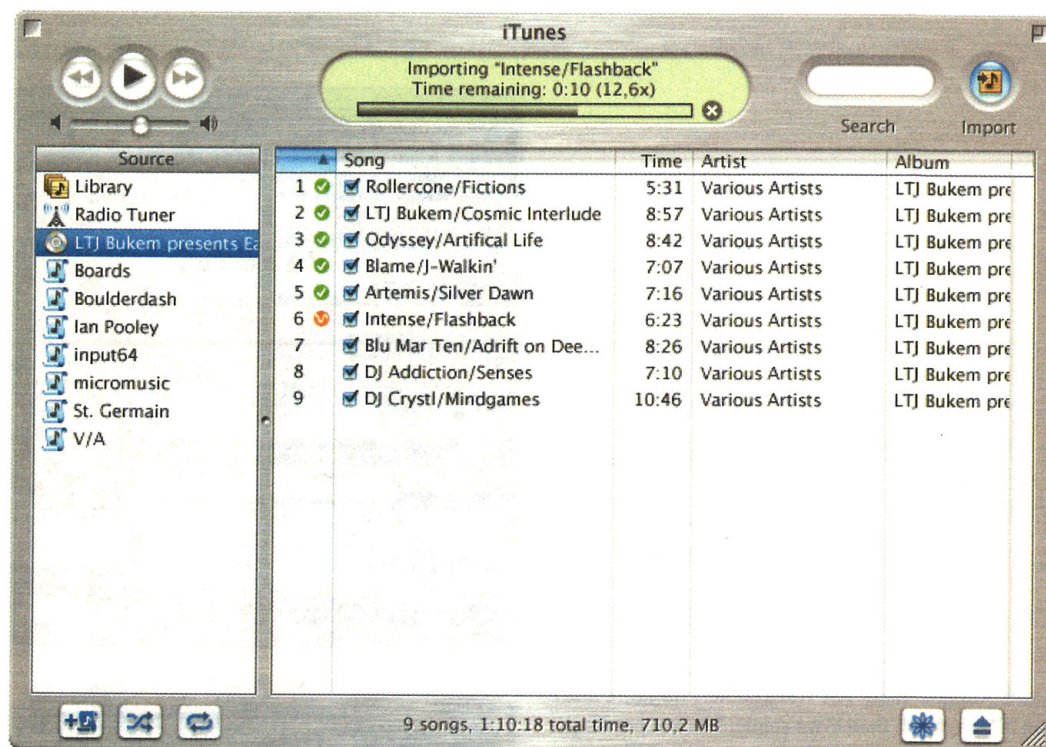 iTunes
Importing "Intense/Flashback"
Time remaining: 0:10 (12,6x)
Search
Import
Source
Library
Radio Tuner
LTJ Bukem presents Ea
Boards
Boulderdash
Ian Pooley
input64
micromusic
St. Germain
V/A
Song Time Artist Album
1 Rollercone/Fictions 5:31 Various Artists LTJ Bukem pre
2 LTJ Bukem/Cosmic Interlude 8:57 Various Artists LTJ Bukem pre
3 Odyssey/Artifical Life 8:42 Various Artists LTJ Bukem pre
4 Blame/J-Walkin' 7:07 Various Artists LTJ Bukem pre
5 Artemis/Silver Dawn 7:16 Various Artists LTJ Bukem pre
6 Intense/Flashback 6:23 Various Artists LTJ Bukem pre
7 Blu Mar Ten/Adrift on Dee... 8:26 Various Artists LTJ Bukem pre
8 DJ Addiction/Senses 7:10 Various Artists LTJ Bukem pre
9 DJ Crystl/Mindgames 10:46 Various Artists LTJ Bukem pre
9 songs, 1:10:18 total time, 710,2 MB